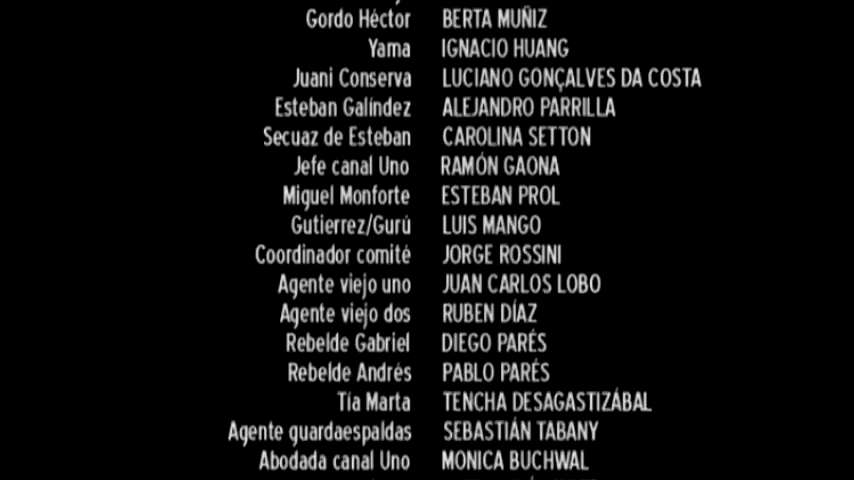 Gordo Héctor BERTA MUÑIZ
Yama IGNACIO HUANG
Juani Conserva LUCIANO GONÇALVES DA COSTA
Esteban Galíndez ALEJANDRO PARRILLA
Secuaz de Esteban CAROLINA SETTON
Jefe canal Uno RAMÓN GAONA
Miguel Monforte ESTEBAN PROL
Gutierrez/Gurú LUIS MANGO
Coordinador comité JORGE ROSSINI
Agente viejo uno JUAN CARLOS LOBO
Agente viejo dos RUBEN DÍAZ
Rebelde Gabriel DIEGO PARÉS
Rebelde Andrés PABLO PARÉS
Tía Marta TENCHA DESAGASTIZÁBAL
Agente guardaespaldas SEBASTIÁN TABANY
Abodada canal Uno MONICA BUCHWAL